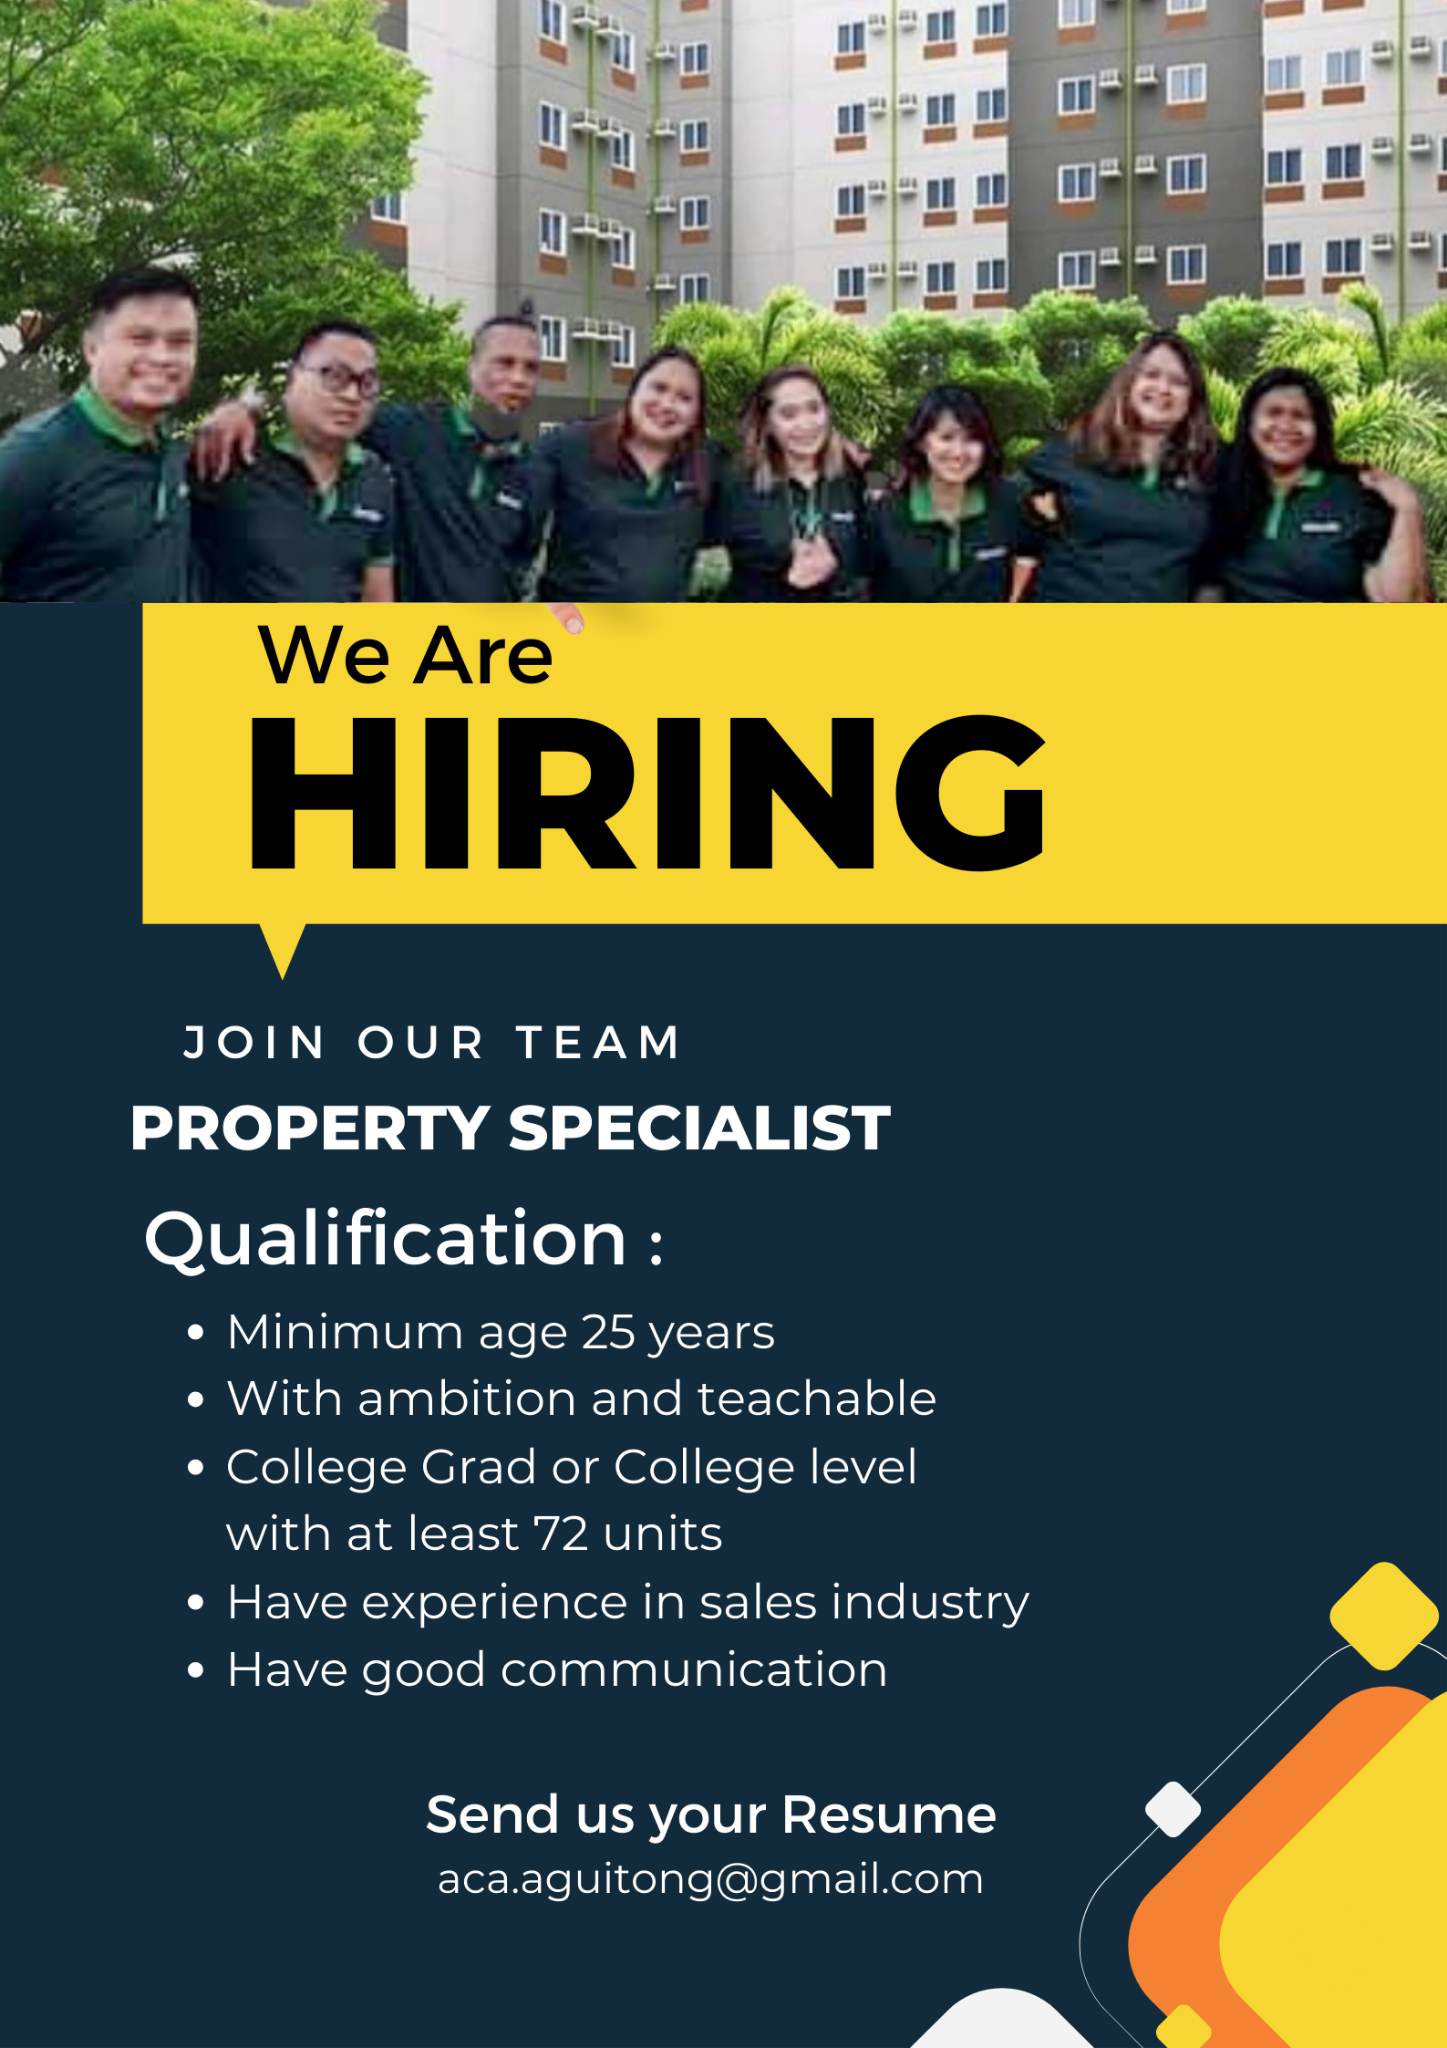 We Are
HIRING
JOIN OUR TEAM
PROPERTY SPECIALIST
Qualification :
• Minimum age 25 years
• With ambition and teachable
• College Grad or College level
with at least 72 units
• Have experience in sales industry
• Have good communication
Send us your Resume
aca.aguitong@gmail.com